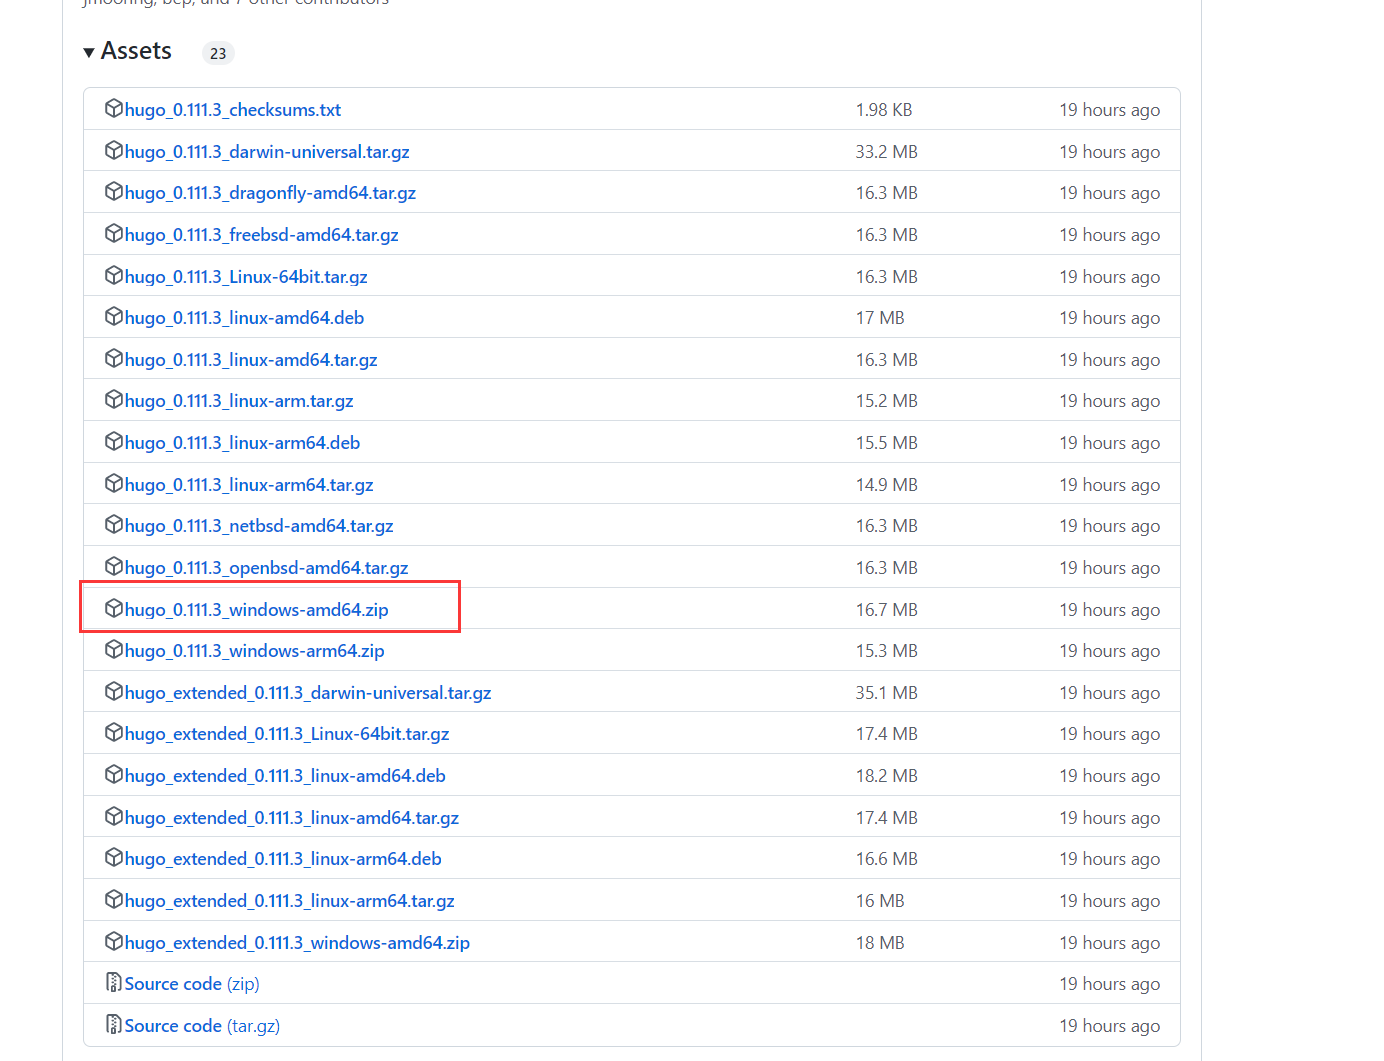 jmooring, bep, and 7 other contributors
Assets 23
hugo_0.111.3_checksums.txt 1.98 KB 19 hours ago
hugo_0.111.3_darwin-universal.tar.gz 33.2 MB 19 hours ago
hugo_0.111.3_dragonfly-amd64.tar.gz 16.3 MB 19 hours ago
hugo_0.111.3_freebsd-amd64.tar.gz 16.3 MB 19 hours ago
hugo_0.111.3_Linux-64bit.tar.gz 16.3 MB 19 hours ago
hugo_0.111.3_linux-amd64.deb 17 MB 19 hours ago
hugo_0.111.3_linux-amd64.tar.gz 16.3 MB 19 hours ago
hugo_0.111.3_linux-arm.tar.gz 15.2 MB 19 hours ago
hugo_0.111.3_linux-arm64.deb 15.5 MB 19 hours ago
hugo_0.111.3_linux-arm64.tar.gz 14.9 MB 19 hours ago
hugo_0.111.3_netbsd-amd64.tar.gz 16.3 MB 19 hours ago
hugo_0.111.3_openbsd-amd64.tar.gz 16.3 MB 19 hours ago
hugo_0.111.3_windows-amd64.zip 16.7 MB 19 hours ago
hugo_0.111.3_windows-arm64.zip 15.3 MB 19 hours ago
hugo_extended_0.111.3_darwin-universal.tar.gz 35.1 MB 19 hours ago
hugo_extended_0.111.3_Linux-64bit.tar.gz 17.4 MB 19 hours ago
hugo_extended_0.111.3_linux-amd64.deb 18.2 MB 19 hours ago
hugo_extended_0.111.3_linux-amd64.tar.gz 17.4 MB 19 hours ago
hugo_extended_0.111.3_linux-arm64.deb 16.6 MB 19 hours ago
hugo_extended_0.111.3_linux-arm64.tar.gz 16 MB 19 hours ago
hugo_extended_0.111.3_windows-amd64.zip 18 MB 19 hours ago
Source code (zip) 19 hours ago
Source code (tar.gz) 19 hours ago